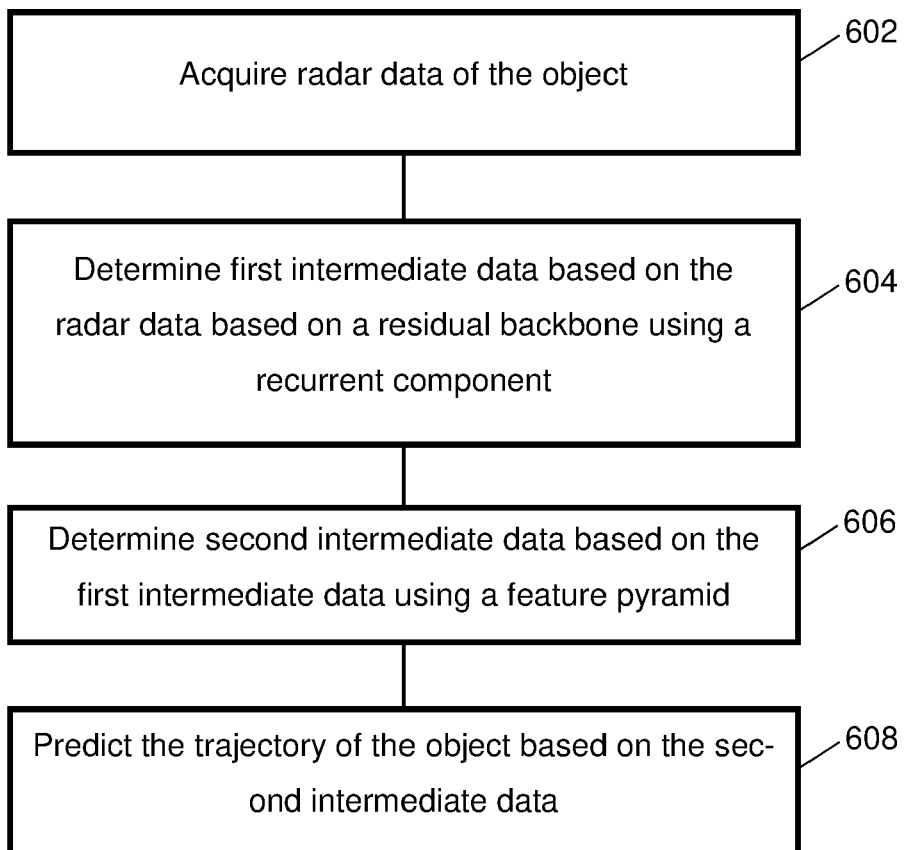 602
Acquire radar data of the object
Determine first intermediate data based on the
radar data based on a residual backbone using a
recurrent component
604
Determine second intermediate data based on the
first intermediate data using a feature pyramid
606
Predict the trajectory of the object based on the sec-
ond intermediate data
608